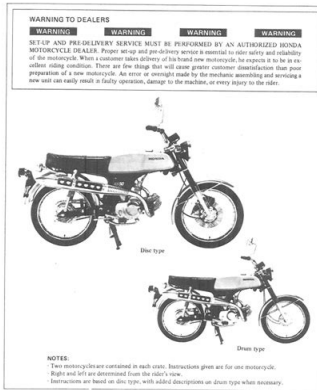 WARNING TO DEALERS
WARNING WARNING WARNING WARNING
SET-UP AND PRE-DELIVERY SERVICE MUST BE PERFORMED BY AN AUTHORIZED HONDA
MOTORCYCLE DEALER. Proper set-up and pre-delivery service is essential to rider safety and reliability
of the motorcycle. When a customer takes delivery of his brand new motorcycle, he expects it to be in ex-
cellent riding condition. There are few things that will cause greater customer dissatisfaction than poor
preparation of a new motorcycle. An error or oversight made by the mechanic assembling and servicing a
new unit can easily result in faulty operation, damage to the machine, or even injury to the rider.
Disc type
Drum type
NOTES:
· Two motorcycles are contained in each crate. Instructions given are for one motorcycle.
· Right and left are determined from the rider's view.
· Instructions are based on disc type, with added descriptions on drum type when necessary.